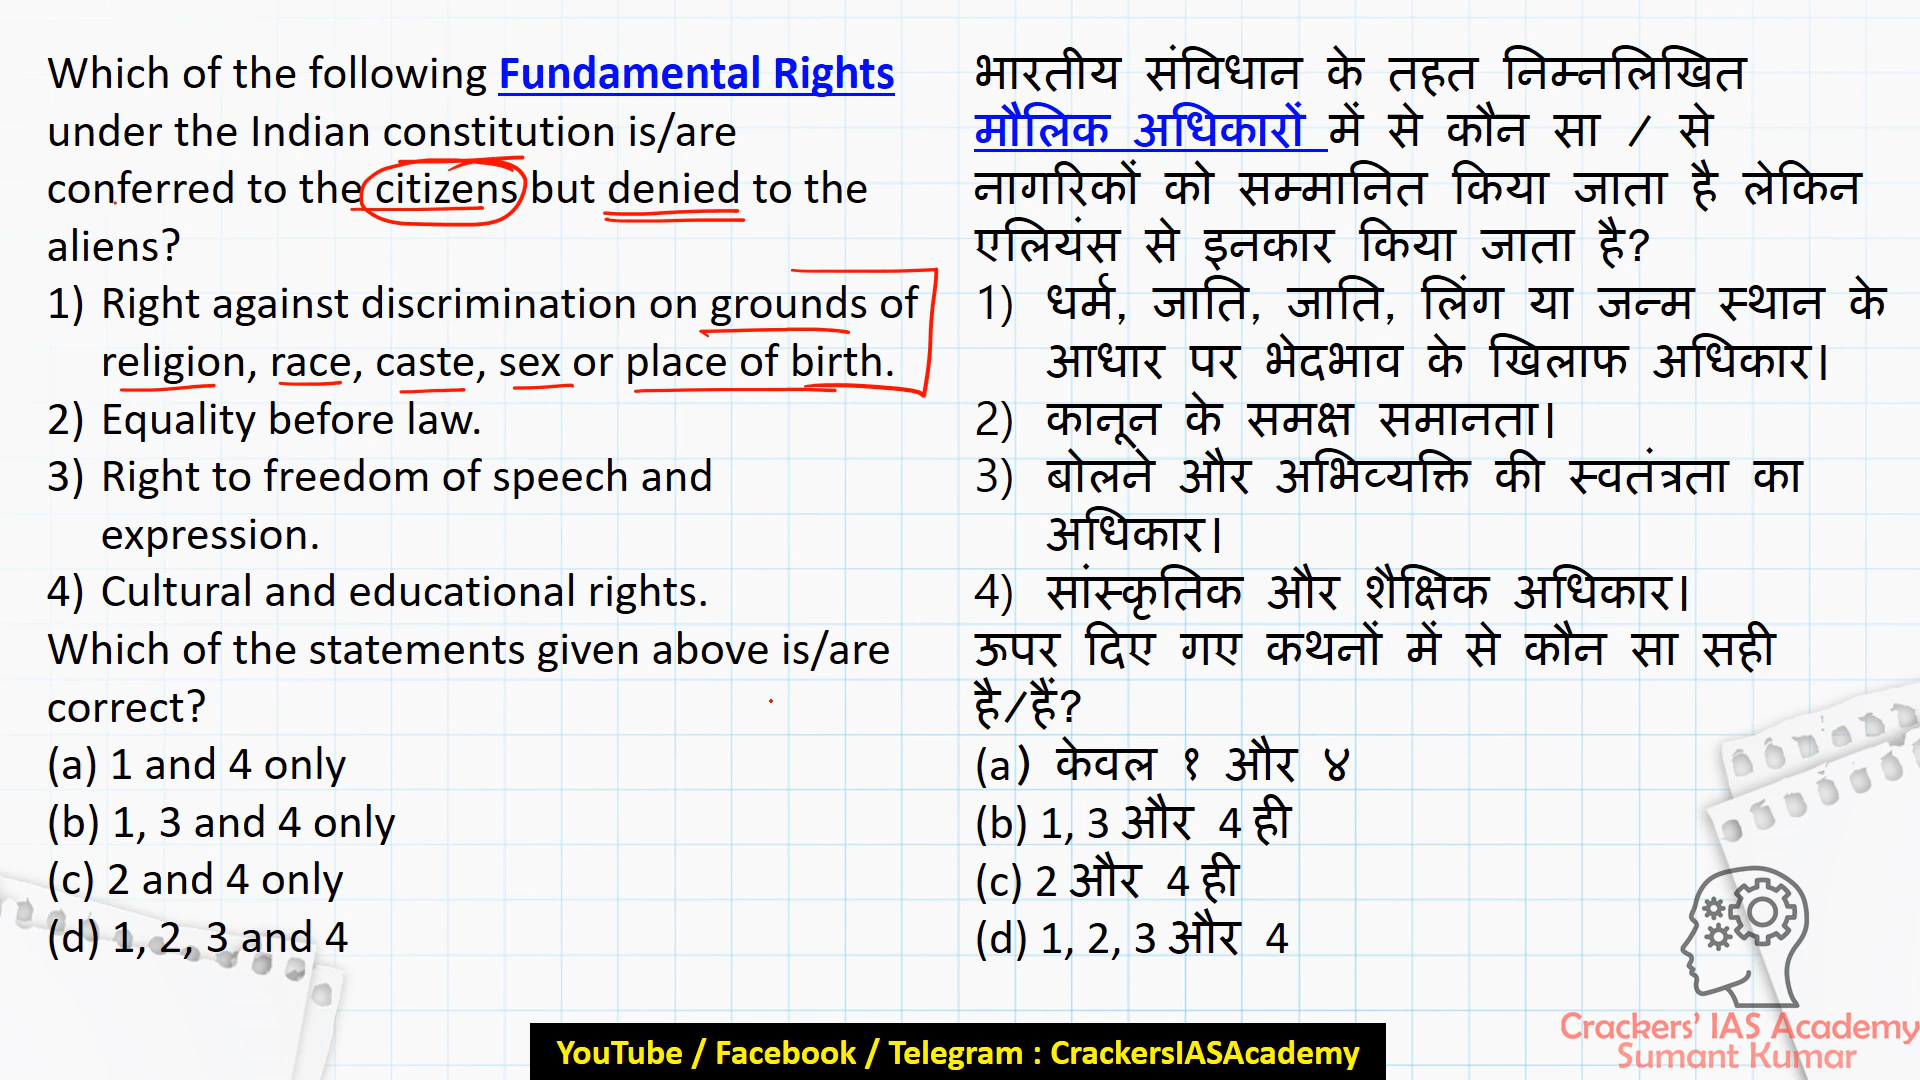 Which of the following Fundamental Rights
under the Indian constitution is/are
conferred to the citizens but denied to the
aliens?
1) Right against discrimination on grounds of
religion, race, caste, sex or place of birth.
2) Equality before law.
3) Right to freedom of speech and
expression.
4) Cultural and educational rights.
Which of the statements given above is/are
correct?
(a) 1 and 4 only
(b) 1, 3 and 4 only
(c) 2 and 4 only
(d) 1, 2, 3 and 4
भारतीय संविधान के तहत निम्नलिखित
मौलिक अधिकारों में से कौन सा / से
नागरिकों को सम्मानित किया जाता है लेकिन
एलियंस से इनकार किया जाता है?
1) धर्म, जाति, जाति, लिंग या जन्म स्थान के
आधार पर भेदभाव के खिलाफ अधिकार।
2) कानून के समक्ष समानता।
3) बोलने और अभिव्यक्ति की स्वतंत्रता का
अधिकार।
4) सांस्कृतिक और शैक्षिक अधिकार।
ऊपर दिए गए कथनों में से कौन सा सही
है/हैं?
(a) केवल १ और ४
(b) 1, 3 और 4 ही
(c) 2 और 4 ही
(d) 1, 2, 3 और 4
Crackers' IAS Academy
Sumant Kumar
YouTube / Facebook / Telegram : CrackersIASAcademy